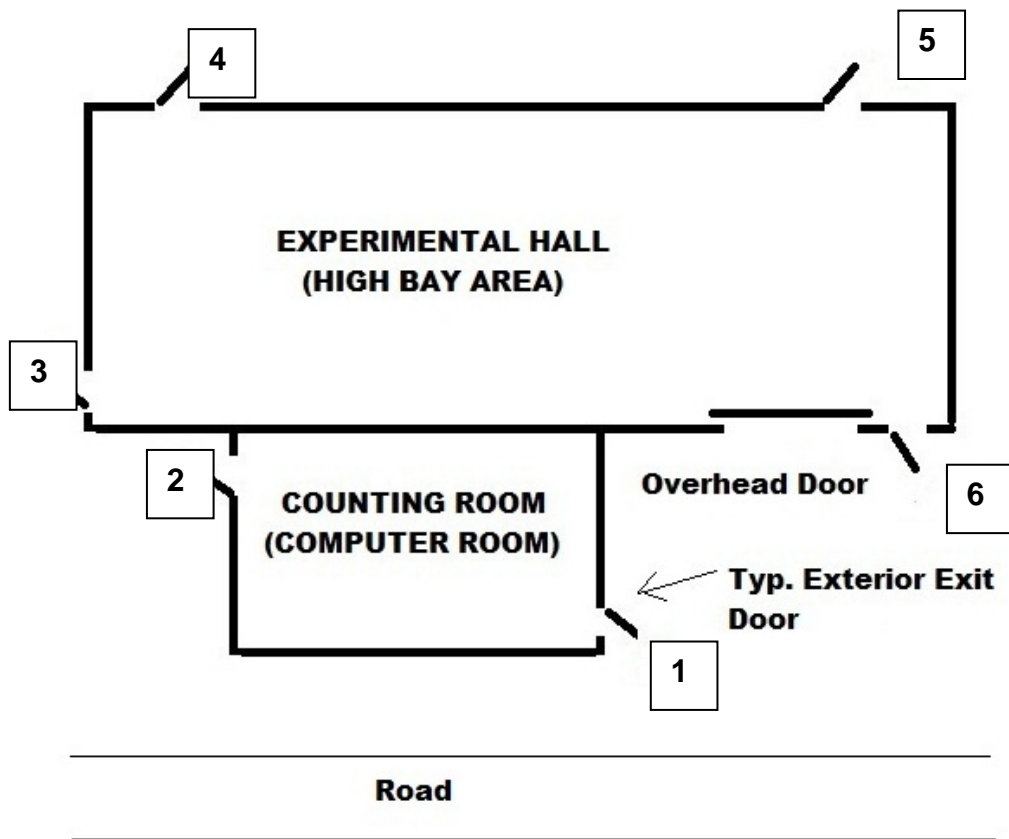 4
5
EXPERIMENTAL HALL
(HIGH BAY AREA)
3
2
COUNTING ROOM
(COMPUTER ROOM)
Overhead Door
6
Typ. Exterior Exit
Door
1
Road